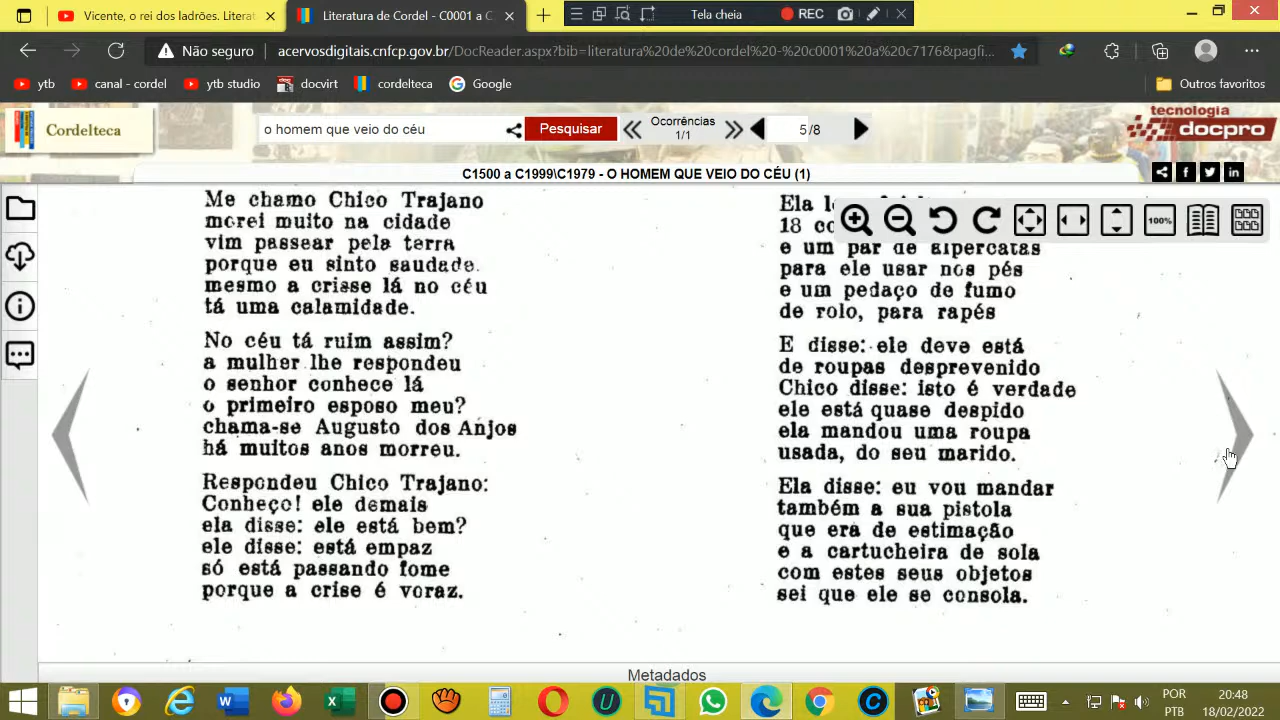 Vicente, o rei dos ladrões. Literat
Literatura de Cordel - C0001 a C
Tela cheia
REC
Não seguro
acervosdigitais.cnfcp.gov.br/DocReader.aspx?bib=literatura%20de%20cordel%20-%20c0001%20a%20c7176&pagfi...
ytb
canal - cordel
ytb studio
docvirt
cordelteca
Google
Outros favoritos
Cordelteca
o homem que veio do céu
Pesquisar
Ocorrências
1/1
5 /8
tecnologia
docpro
C1500 a C1999\C1979 - O HOMEM QUE VEIO DO CÉU (1)
100%
Me chamo Chico Trajano
morei muito na cidade
vim passear pela terra
porque eu sinto saudade.
mesmo a crisse lá no céu
tá uma calamidade.
No céu tá ruim assim?
a mulher lhe respondeu
o senhor conhece lá
o primeiro esposo meu?
chama-se Augusto dos Anjos
há muitos anos morreu.
Respondeu Chico Trajano:
Conheço! ele demais
ela disse: ele está bem?
ele disse: está empaz
só está passando fome
porque a crise é voraz.
Ela
18
e um par de alpercatas
para ele usar nos pés
e um pedaço de fumo
de rolo, para rapés
E disse: ele deve está
de roupas desprevenido
Chico disse: isto é verdade
ele está quase despido
ela mandou uma roupa
usada, do seu marido.
Ela disse: eu vou mandar
também a sua pistola
que era de estimação
e a cartucheira de sola
com estes seus objetos
sei que ele se consola.
Metadados
POR
PTB
20:48
18/02/2022